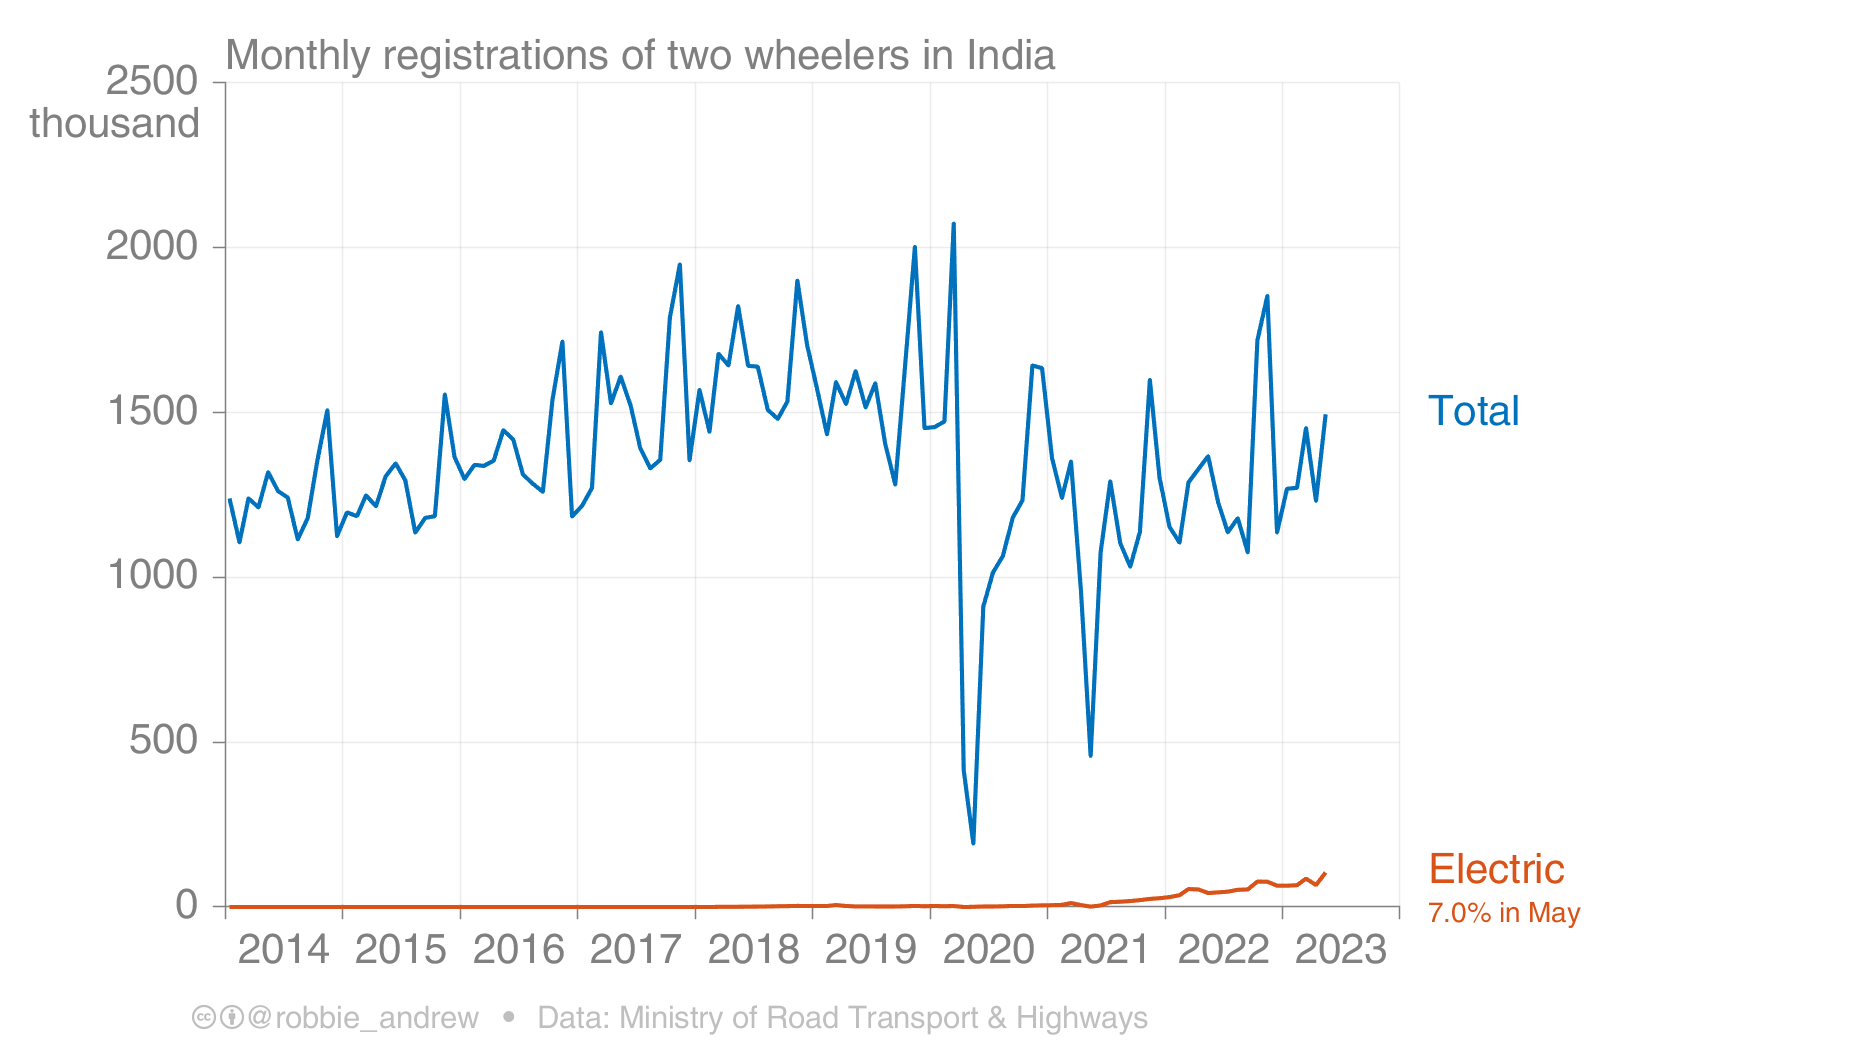 Monthly registrations of two wheelers in India
2500
thousand
2000
1500
1000
500
0
Total
Electric
7.0% in May
2014 2015 2016 2017 2018 2019 2020 2021 2022 2023
cc @robbie_andrew • Data: Ministry of Road Transport & Highways